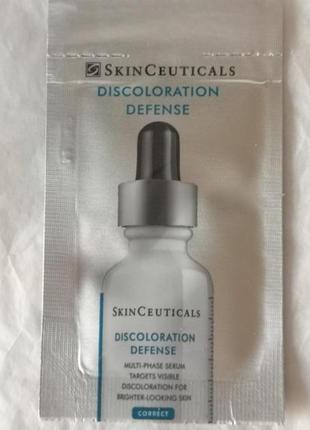 SKINCEUTICALS
DISCOLORATION
DEFENSE
SKINCEUTICALS
DISCOLORATION
DEFENSE
MULTI-PHASE SERUM
TARGETS VISIBLE
DISCOLORATION FOR
BRIGHTER-LOOKING SKIN
CORRECT